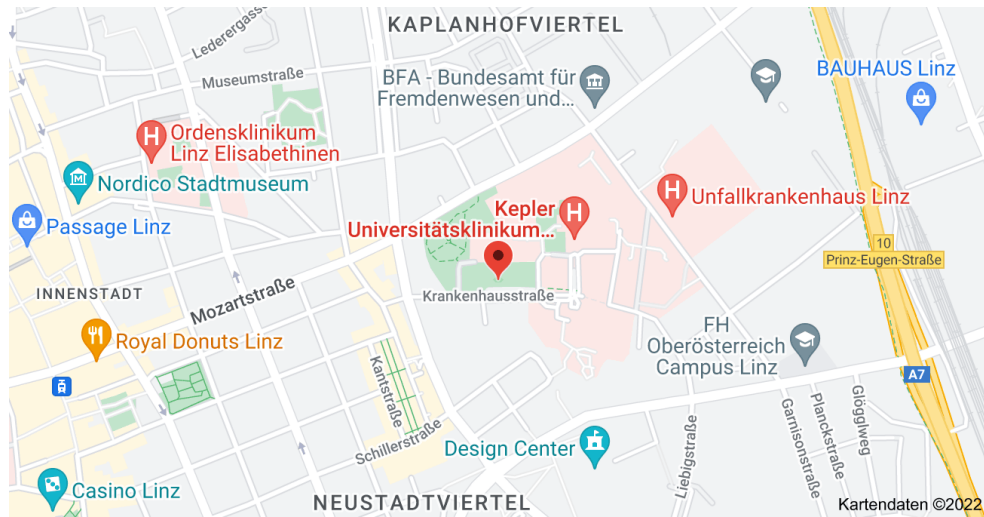 KAPLANHOFVIERTEL
Lederergasse
Museumstraße
BFA - Bundesamt für
Fremdenwesen und...
BAUHAUS Linz
Ordensklinikum
Linz Elisabethinen
Nordico Stadtmuseum
Unfallkrankenhaus Linz
Kepler
Universitätsklinikum...
Passage Linz
10
Prinz-Eugen-Straße
INNENSTADT
Mozartstraße
Krankenhausstraße
Royal Donuts Linz
FH
Oberösterreich
Campus Linz
A7
Kantstraße
Schillerstraße
Design Center
Liebigstraße
Garnisonstraße
Planckstraße
Glögglweg
Casino Linz
NEUSTADTVIERTEL
Kartendaten ©2022